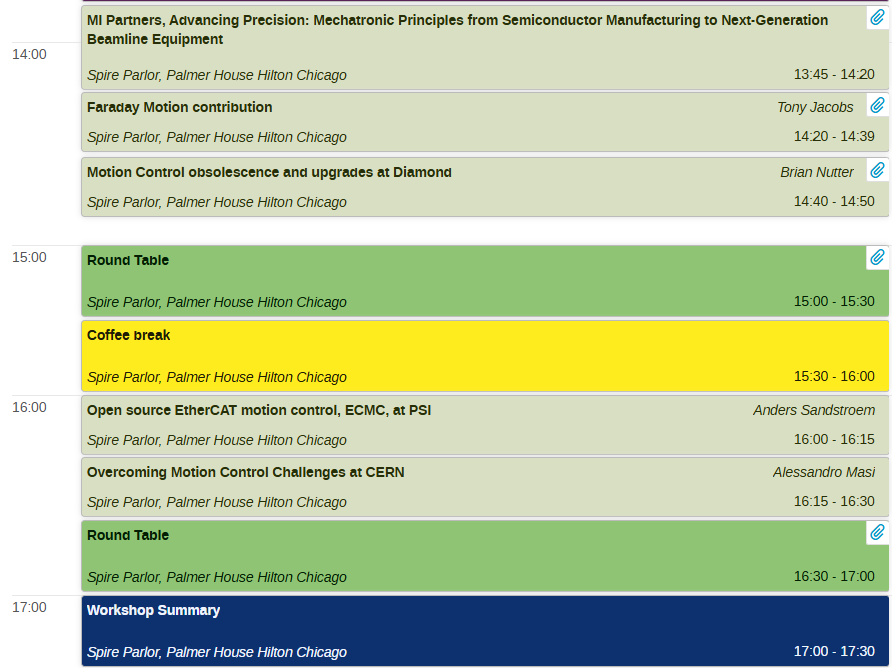 MI Partners, Advancing Precision: Mechatronic Principles from Semiconductor Manufacturing to Next-Generation
Beamline Equipment
14:00
Spire Parlor, Palmer House Hilton Chicago 13:45 - 14:20
Faraday Motion contribution Tony Jacobs
Spire Parlor, Palmer House Hilton Chicago 14:20 - 14:39
Motion Control obsolescence and upgrades at Diamond Brian Nutter
Spire Parlor, Palmer House Hilton Chicago 14:40 - 14:50
15:00 Round Table
Spire Parlor, Palmer House Hilton Chicago 15:00 - 15:30
Coffee break
Spire Parlor, Palmer House Hilton Chicago 15:30 - 16:00
16:00 Open source EtherCAT motion control, ECMC, at PSI Anders Sandstroem
Spire Parlor, Palmer House Hilton Chicago 16:00 - 16:15
Overcoming Motion Control Challenges at CERN Alessandro Masi
Spire Parlor, Palmer House Hilton Chicago 16:15 - 16:30
Round Table
Spire Parlor, Palmer House Hilton Chicago 16:30 - 17:00
17:00 Workshop Summary
Spire Parlor, Palmer House Hilton Chicago 17:00 - 17:30